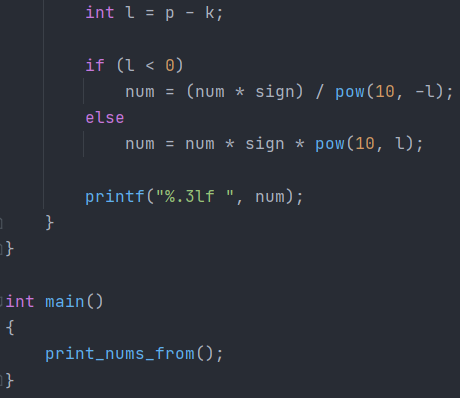 int l = p - k;
if (l < 0)
num = (num * sign) / pow(10, -l);
else
num = num * sign * pow(10, l);
printf("%.3lf ", num);
}
}
int main()
{
print_nums_from();
}